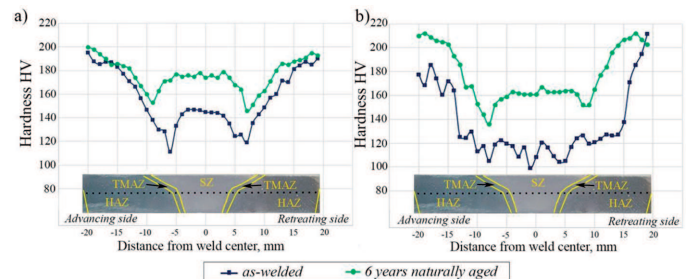 a)
b)
220
200
180
160
140
120
100
80
Hardness HV
TMAZ
SZ
TMAZ
HAZ
HAZ
Advancing side
Retreating side
-20 -15 -10 -5 0 5 10 15 20
Distance from weld center, mm
220
200
180
160
140
120
100
80
Hardness HV
TMAZ
SZ
TMAZ
HAZ
HAZ
Advancing side
Retreating side
-20 -15 -10 -5 0 5 10 15 20
Distance from weld center, mm
as-welded 6 years naturally aged